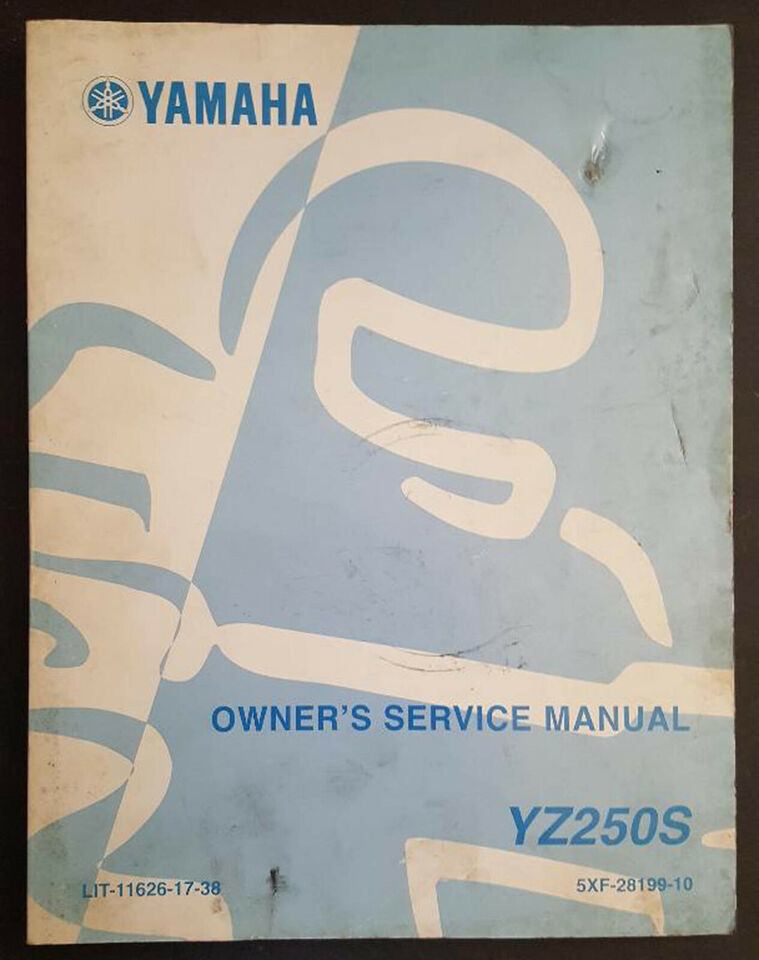 YAMAHA
OWNER'S SERVICE MANUAL
YZ250S
LIT-11626-17-38
5XF-28199-10